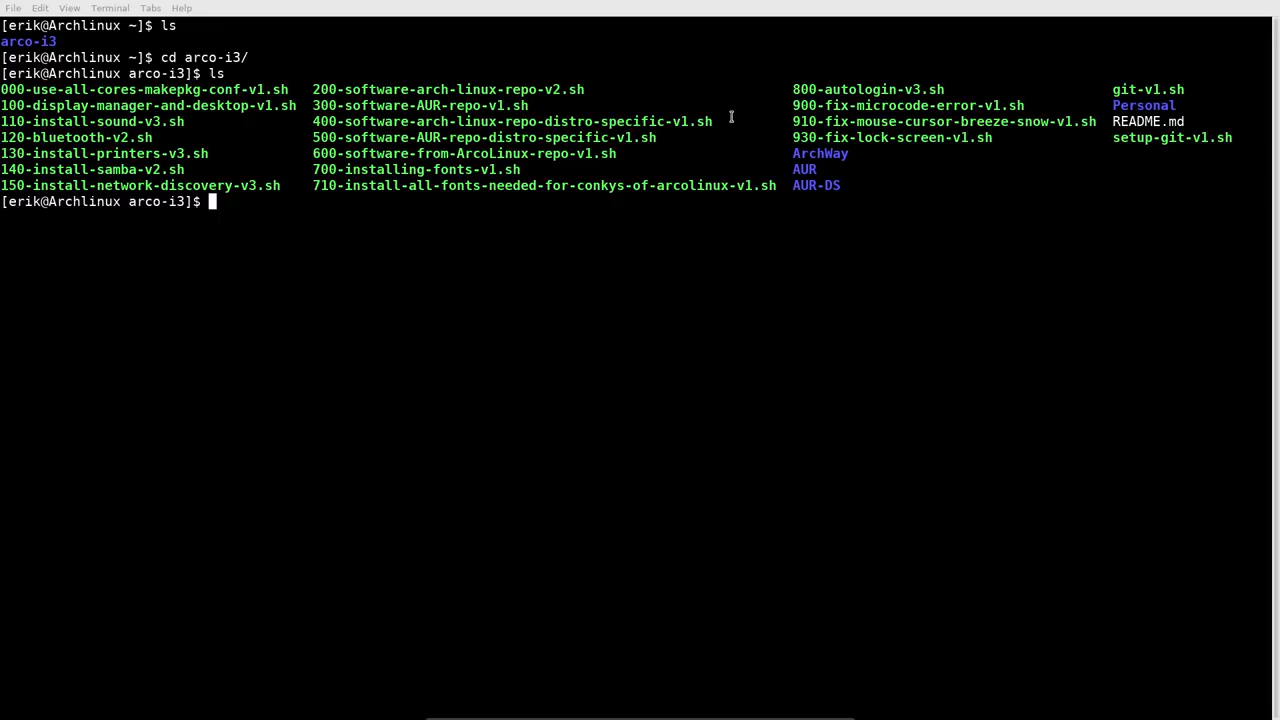 File Edit View Terminal Tabs Help
[erik@Archlinux ~]$ ls
arco-i3
[erik@Archlinux ~]$ cd arco-i3/
[erik@Archlinux arco-i3]$ ls
000-use-all-cores-makepkg-conf-v1.sh 200-software-arch-linux-repo-v2.sh 800-autologin-v3.sh git-v1.sh
100-display-manager-and-desktop-v1.sh 300-software-AUR-repo-v1.sh 900-fix-microcode-error-v1.sh Personal
110-install-sound-v3.sh 400-software-arch-linux-repo-distro-specific-v1.sh 910-fix-mouse-cursor-breeze-snow-v1.sh README.md
120-bluetooth-v2.sh 500-software-AUR-repo-distro-specific-v1.sh 930-fix-lock-screen-v1.sh setup-git-v1.sh
130-install-printers-v3.sh 600-software-from-ArcoLinux-repo-v1.sh ArchWay
140-install-samba-v2.sh 700-installing-fonts-v1.sh AUR
150-install-network-discovery-v3.sh 710-install-all-fonts-needed-for-conkys-of-arcolinux-v1.sh AUR-DS
[erik@Archlinux arco-i3]$